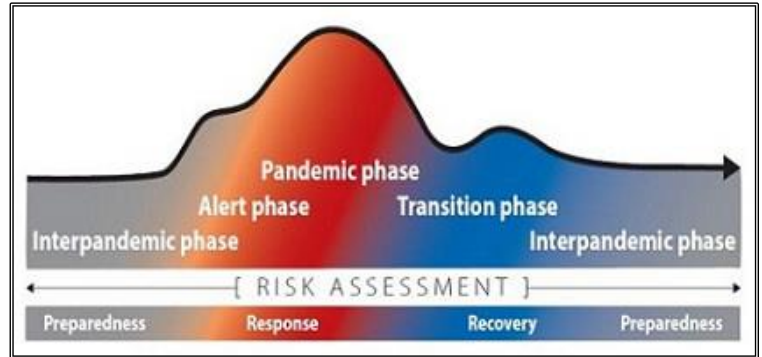 Pandemic phase
Alert phase Transition phase
Interpandemic phase Interpandemic phase
[ RISK ASSESSMENT ]
Preparedness Response Recovery Preparedness